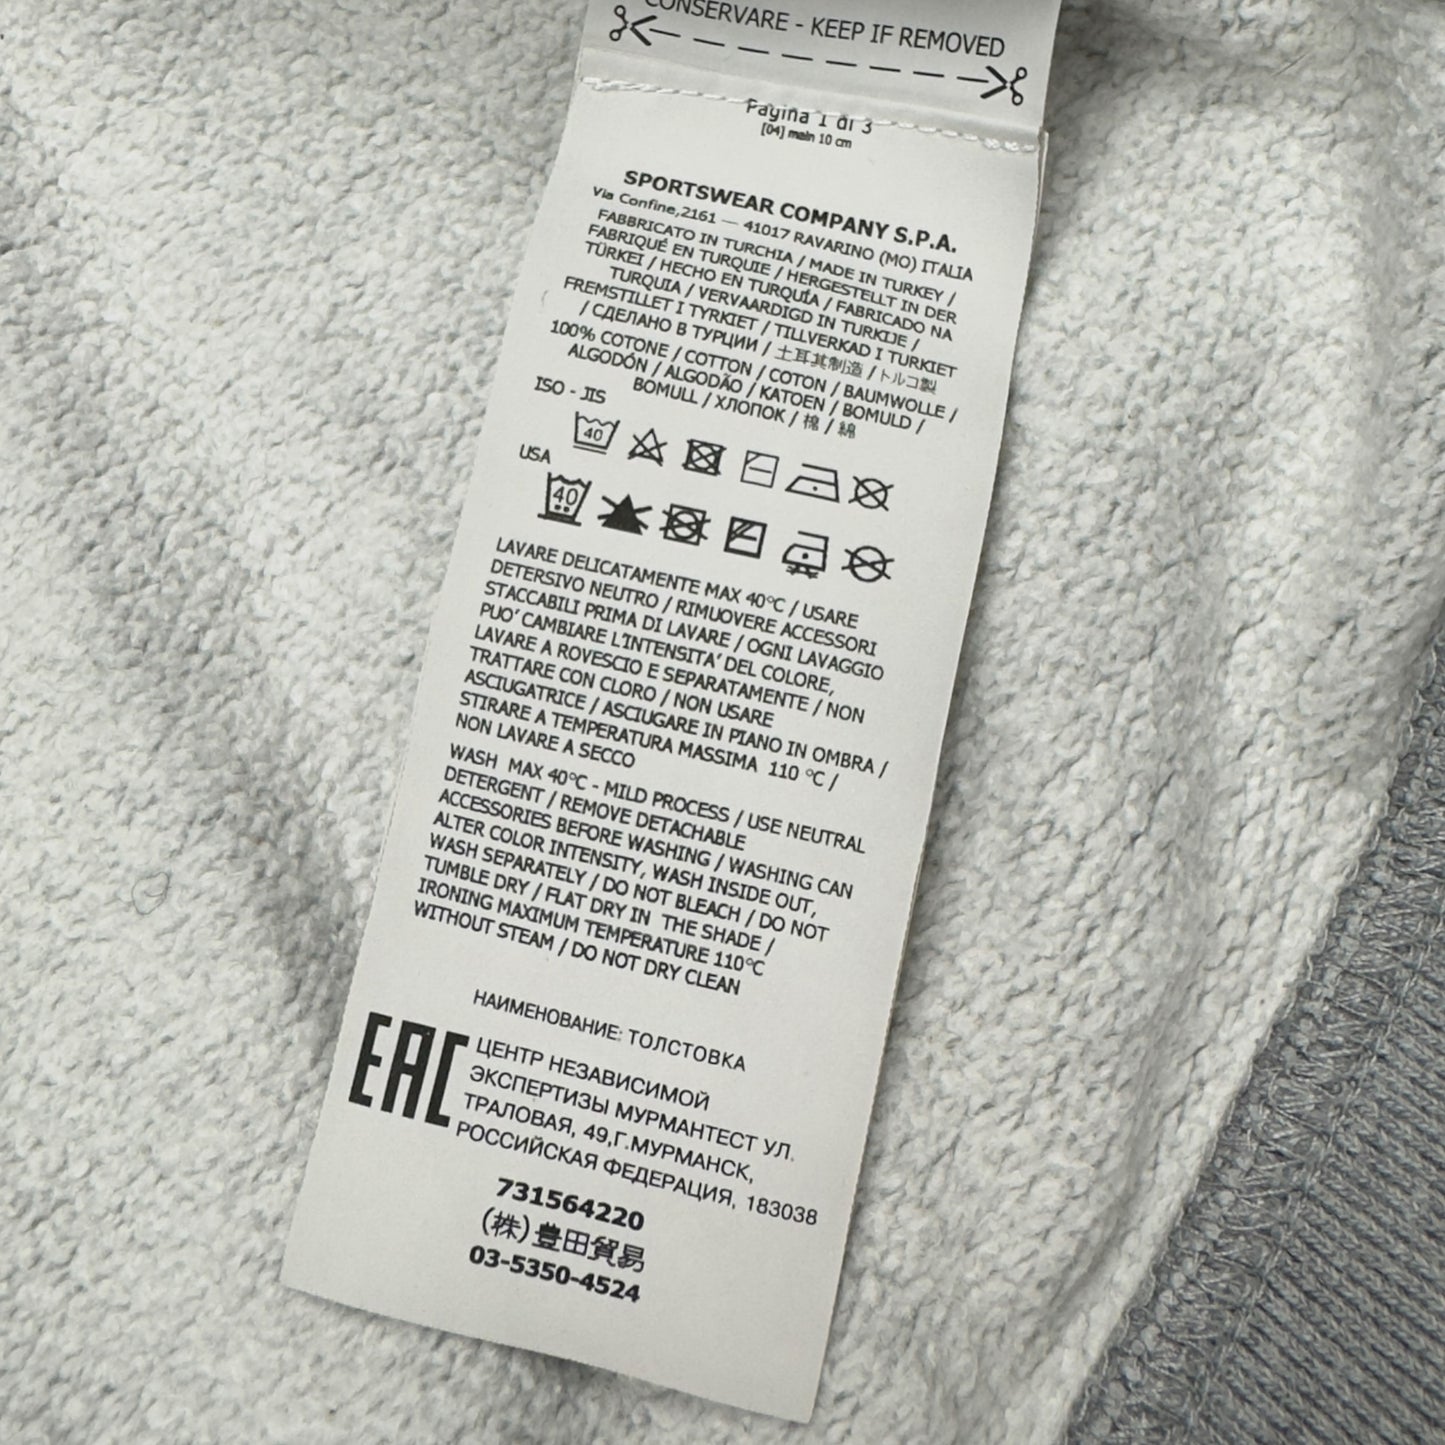 CONSERVARE - KEEP IF REMOVED
Pagina 1 di 3
[04] main 10 cm
SPORTSWEAR COMPANY S.P.A.
Via Confine,2161 — 41017 RAVARINO (MO) ITALIA
FABBRICATO IN TURCHIA / MADE IN TURKEY /
FABRIQUÉ EN TURQUIE / HERGESTELLT IN DER
TÜRKEI / HECHO EN TURQUÍA / FABRICADO NA
TURQUIA / VERVAARDIGD IN TURKIJE /
FREMSTILLET I TYRKIET / TILLVERKAD I TURKIET
/ СДЕЛАНО В ТУРЦИИ / 土耳其制造 / トルコ製
100% COTONE / COTTON / COTON / BAUMWOLLE /
ALGODÓN / ALGODÃO / KATOEN / BOMULD /
BOMULL / ХЛОПОК / 棉 / 綿
ISO - JIS
40
USA
40
LAVARE DELICATAMENTE MAX 40°C / USARE
DETERSIVO NEUTRO / RIMUOVERE ACCESSORI
STACCABILI PRIMA DI LAVARE / OGNI LAVAGGIO
PUO' CAMBIARE L'INTENSITA' DEL COLORE,
LAVARE A ROVESCIO E SEPARATAMENTE / NON
TRATTARE CON CLORO / NON USARE
ASCIUGATRICE / ASCIUGARE IN PIANO IN OMBRA /
STIRARE A TEMPERATURA MASSIMA 110 °C /
NON LAVARE A SECCO
WASH MAX 40°C - MILD PROCESS / USE NEUTRAL
DETERGENT / REMOVE DETACHABLE
ACCESSORIES BEFORE WASHING / WASHING CAN
ALTER COLOR INTENSITY, WASH INSIDE OUT,
WASH SEPARATELY / DO NOT BLEACH / DO NOT
TUMBLE DRY / FLAT DRY IN THE SHADE /
IRONING MAXIMUM TEMPERATURE 110°C
WITHOUT STEAM / DO NOT DRY CLEAN
НАИМЕНОВАНИЕ: ТОЛСТОВКА
EAC
ЦЕНТР НЕЗАВИСИМОЙ
ЭКСПЕРТИЗЫ МУРМАНТЕСТ УЛ.
ТРАЛОВАЯ, 49,Г.МУРМАНСК,
РОССИЙСКАЯ ФЕДЕРАЦИЯ, 183038
731564220
(株)豊田貿易
03-5350-4524